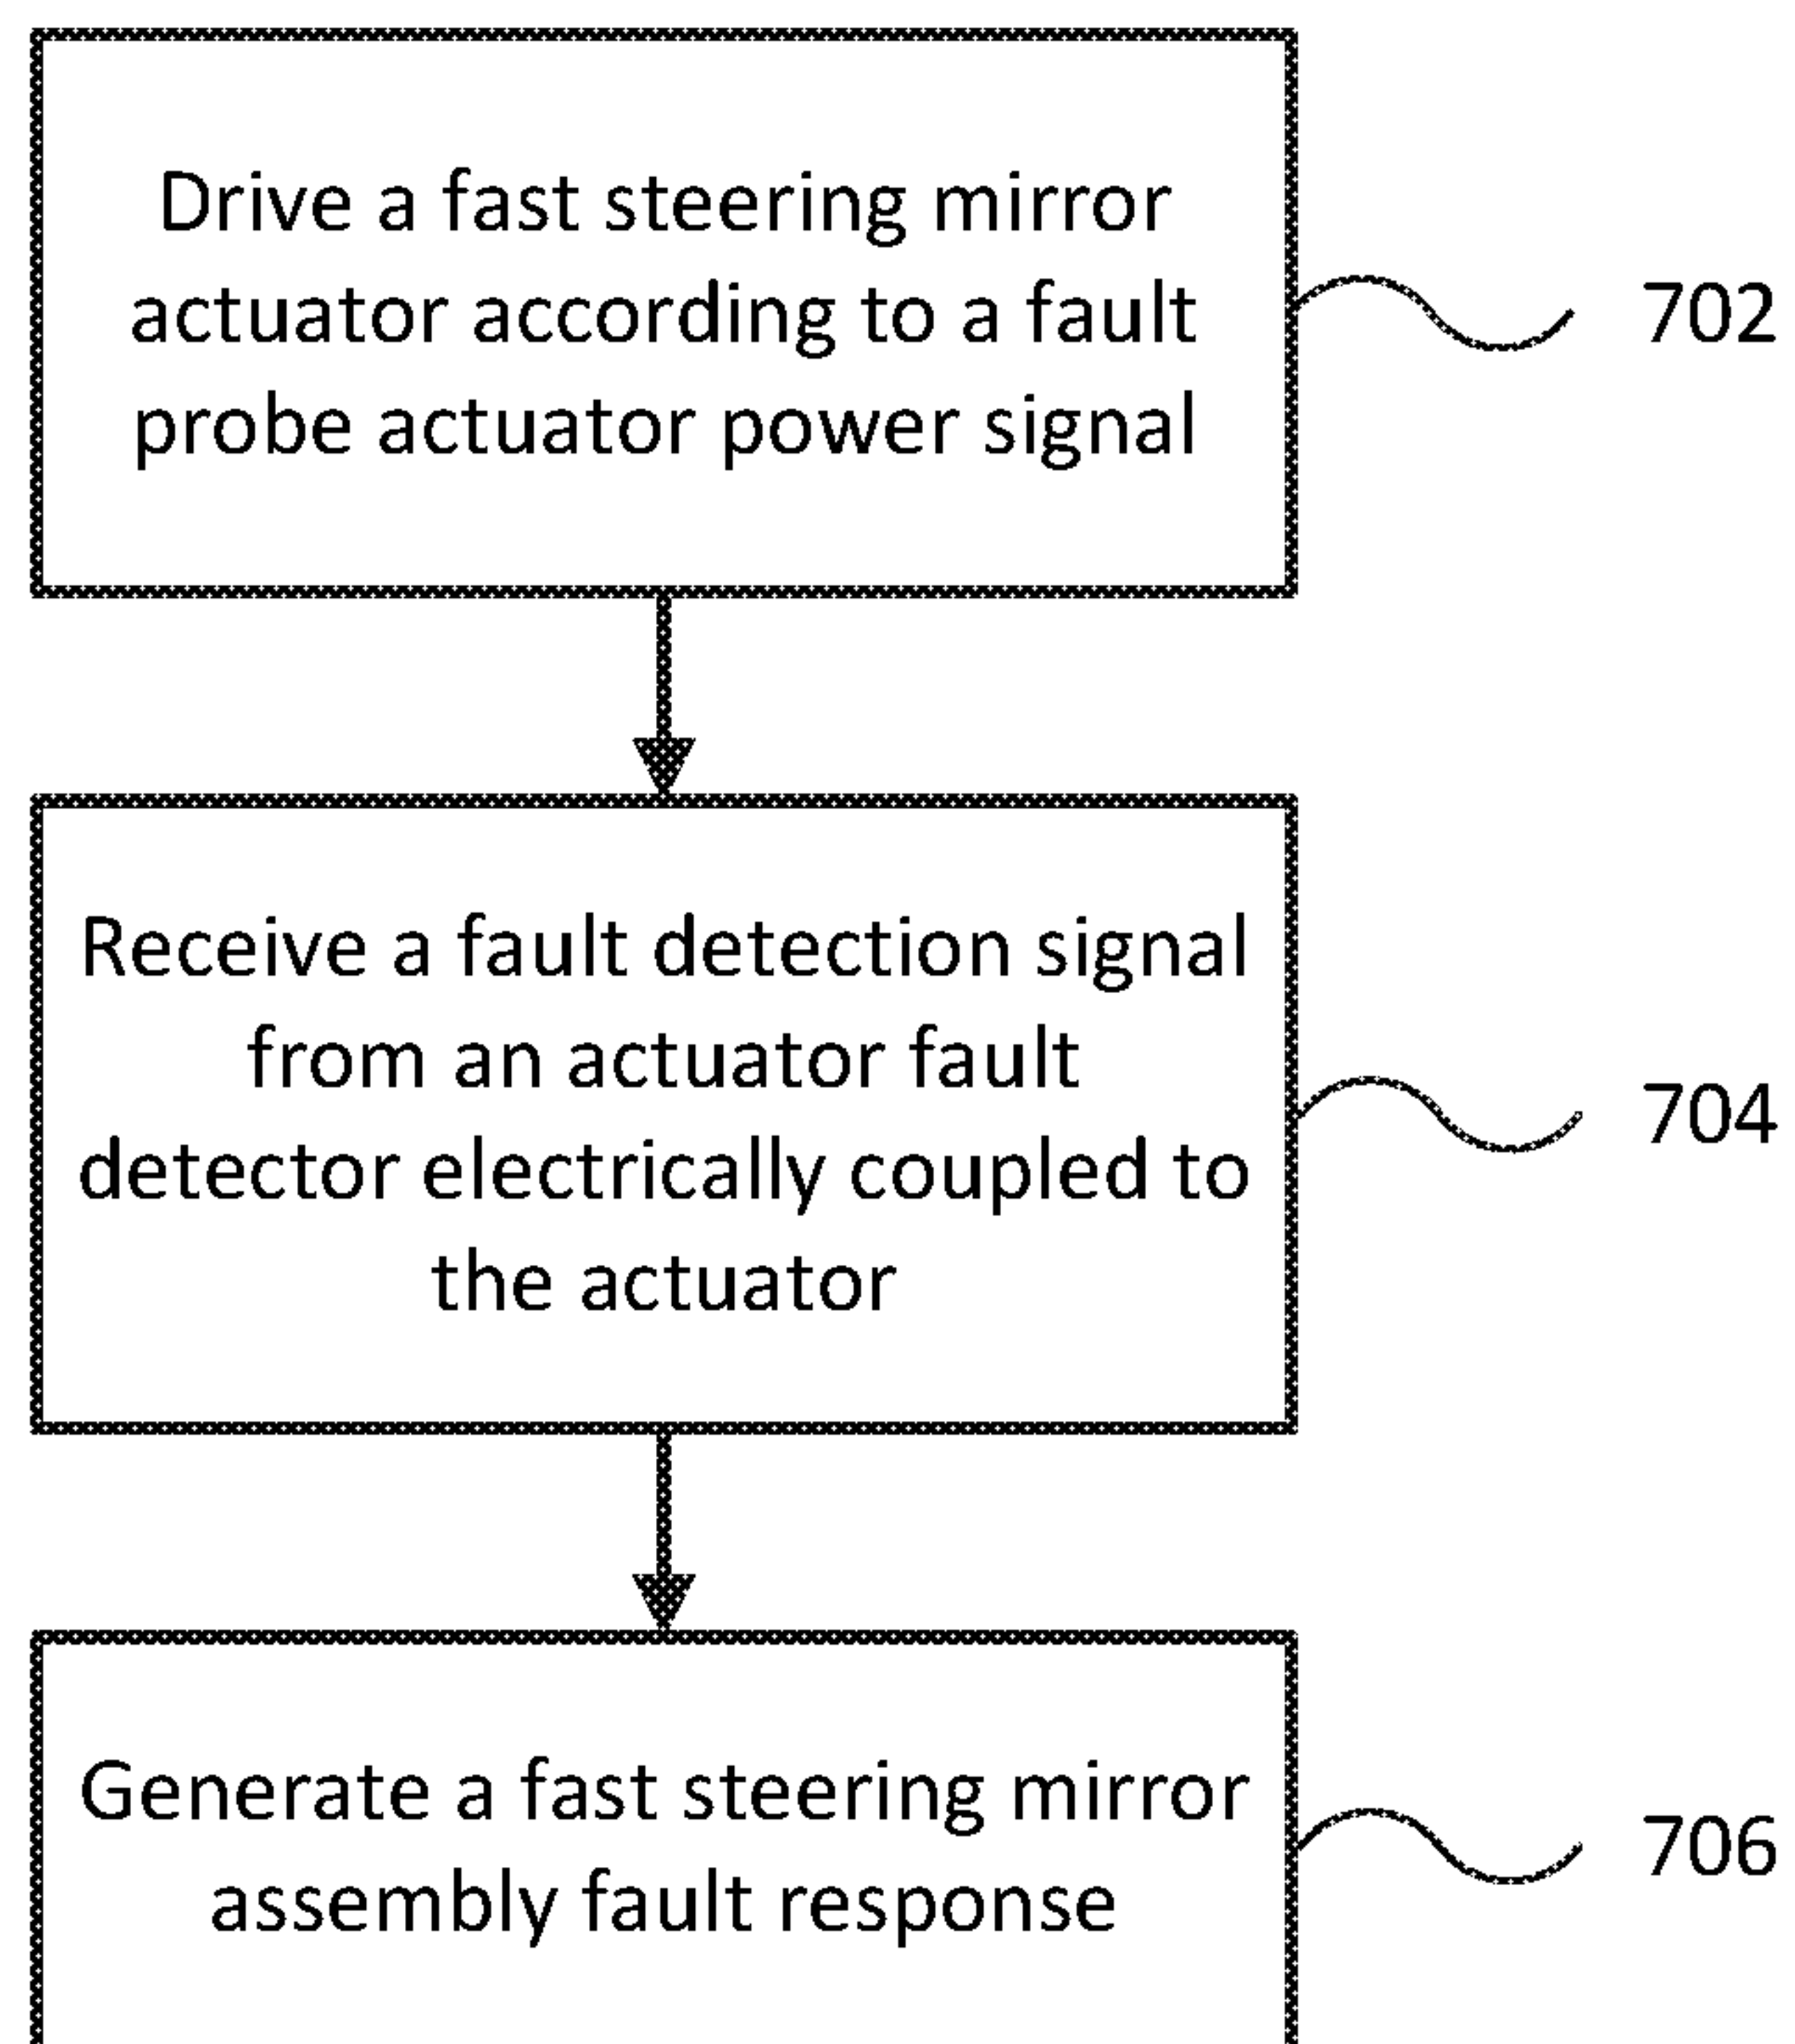 Drive a fast steering mirror
actuator according to a fault
probe actuator power signal
702
Receive a fault detection signal
from an actuator fault
detector electrically coupled to
the actuator
704
Generate a fast steering mirror
assembly fault response
706